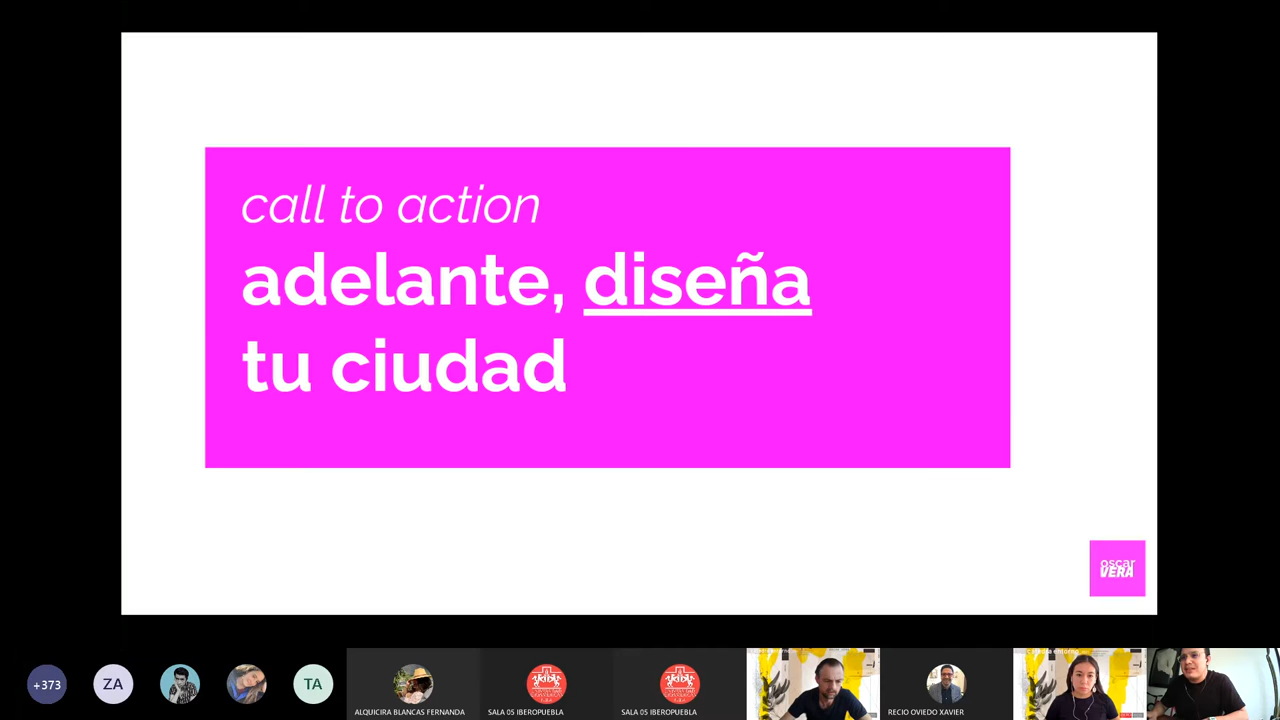 call to action
adelante, diseña
tu ciudad
oscar
VERA
+373
ZA
TA
ALQUICIRA BLANCAS FERNANDA
SALA 05 IBEROPUEBLA
SALA 05 IBEROPUEBLA
RECIO OVIEDO XAVIER